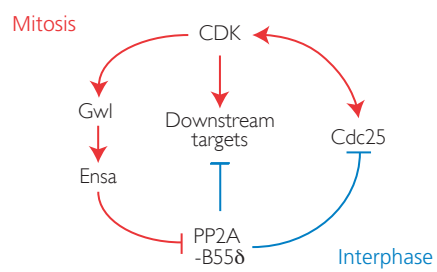 Mitosis
CDK
Gwl
Downstream
targets
Cdc25
Ensa
PP2A
-B55δ
Interphase